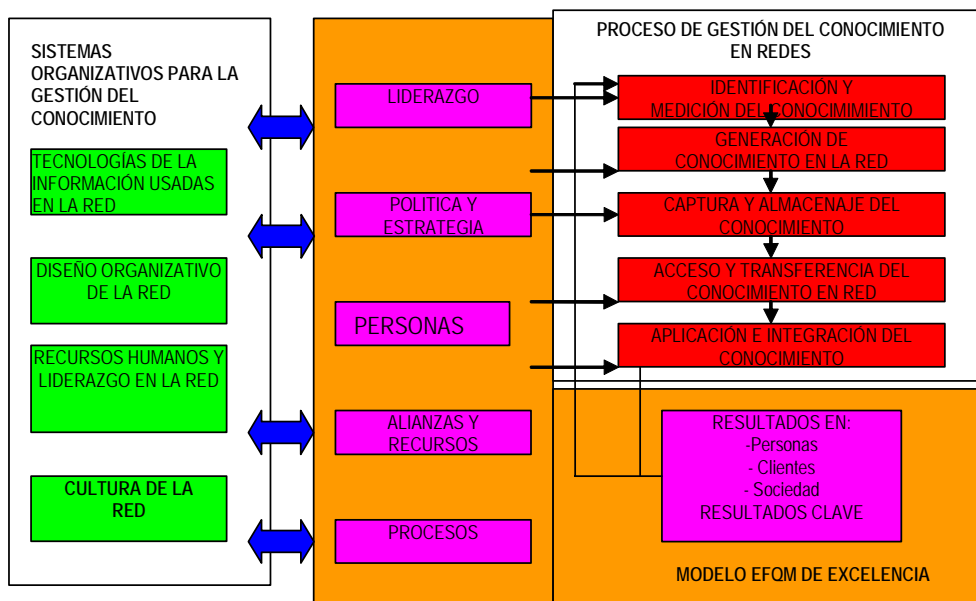 SISTEMAS
ORGANIZATIVOS PARA LA
GESTIÓN DEL
CONOCIMIENTO
TECNOLOGÍAS DE LA
INFORMACIÓN USADAS
EN LA RED
DISEÑO ORGANIZATIVO
DE LA RED
RECURSOS HUMANOS Y
LIDERAZGO EN LA RED
CULTURA DE LA
RED
LIDERAZGO
POLITICA Y
ESTRATEGIA
PERSONAS
ALIANZAS Y
RECURSOS
PROCESOS
PROCESO DE GESTIÓN DEL CONOCIMIENTO
EN REDES
IDENTIFICACIÓN Y
MEDICIÓN DEL CONOCIMIMIENTO
GENERACIÓN DE
CONOCIMIENTO EN LA RED
CAPTURA Y ALMACENAJE DEL
CONOCIMIENTO
ACCESO Y TRANSFERENCIA DEL
CONOCIMIENTO EN RED
APLICACIÓN E INTEGRACIÓN DEL
CONOCIMIENTO
RESULTADOS EN:
-Personas
- Clientes
- Sociedad
RESULTADOS CLAVE
MODELO EFQM DE EXCELENCIA